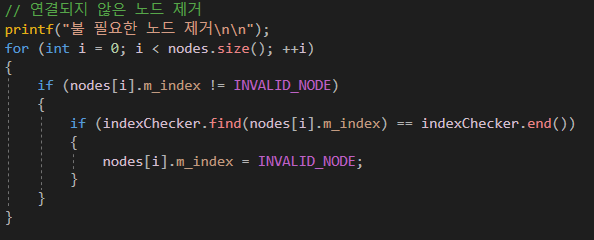 // 연결되지 않은 노드 제거
printf("불 필요한 노드 제거\n\n");
for (int i = 0; i < nodes.size(); ++i)
{
if (nodes[i].m_index != INVALID_NODE)
{
if (indexChecker.find(nodes[i].m_index) == indexChecker.end())
{
nodes[i].m_index = INVALID_NODE;
}
}
}